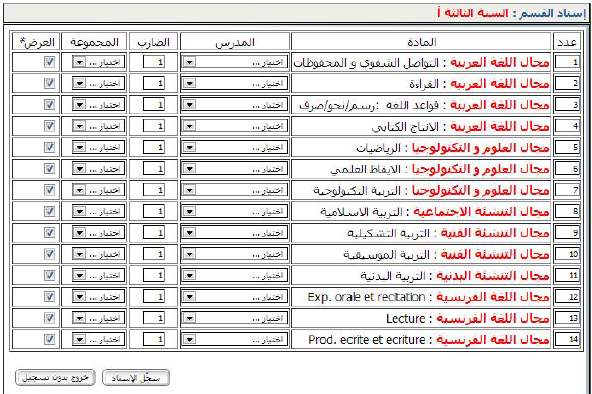 إسناد القسم : السنة الثالثة أ
عدد المادة المدرس الضارب المجموعة العرض*
1 مجال اللغة العربية : التواصل الشفوي و المحفوظات اختيار ... 1 اختيار ...
2 مجال اللغة العربية : القراءة اختيار ... 1 اختيار ...
3 مجال اللغة العربية : قواعد اللغة :رسم/نحو/صرف اختيار ... 1 اختيار ...
4 مجال اللغة العربية : الانتاج الكتابي اختيار ... 1 اختيار ...
5 مجال العلوم و التكنولوجيا : الرياضيات اختيار ... 1 اختيار ...
6 مجال العلوم و التكنولوجيا : الايقاظ العلمي اختيار ... 1 اختيار ...
7 مجال العلوم و التكنولوجيا : التربية التكنولوجية اختيار ... 1 اختيار ...
8 مجال التنشئة الاجتماعية : التربية الاسلامية اختيار ... 1 اختيار ...
9 مجال التنشئة الفنية : التربية التشكيلية اختيار ... 1 اختيار ...
10 مجال التنشئة الفنية : التربية الموسيقية اختيار ... 1 اختيار ...
11 مجال التنشئة البدنية : التربية البدنية اختيار ... 1 اختيار ...
12 مجال اللغة الفرنسية : Exp. orale et recitation اختيار ... 1 اختيار ...
13 مجال اللغة الفرنسية : Lecture اختيار ... 1 اختيار ...
14 مجال اللغة الفرنسية : Prod. ecrite et ecriture اختيار ... 1 اختيار ...
سجّل الإسناد خروج بدون تسجيل